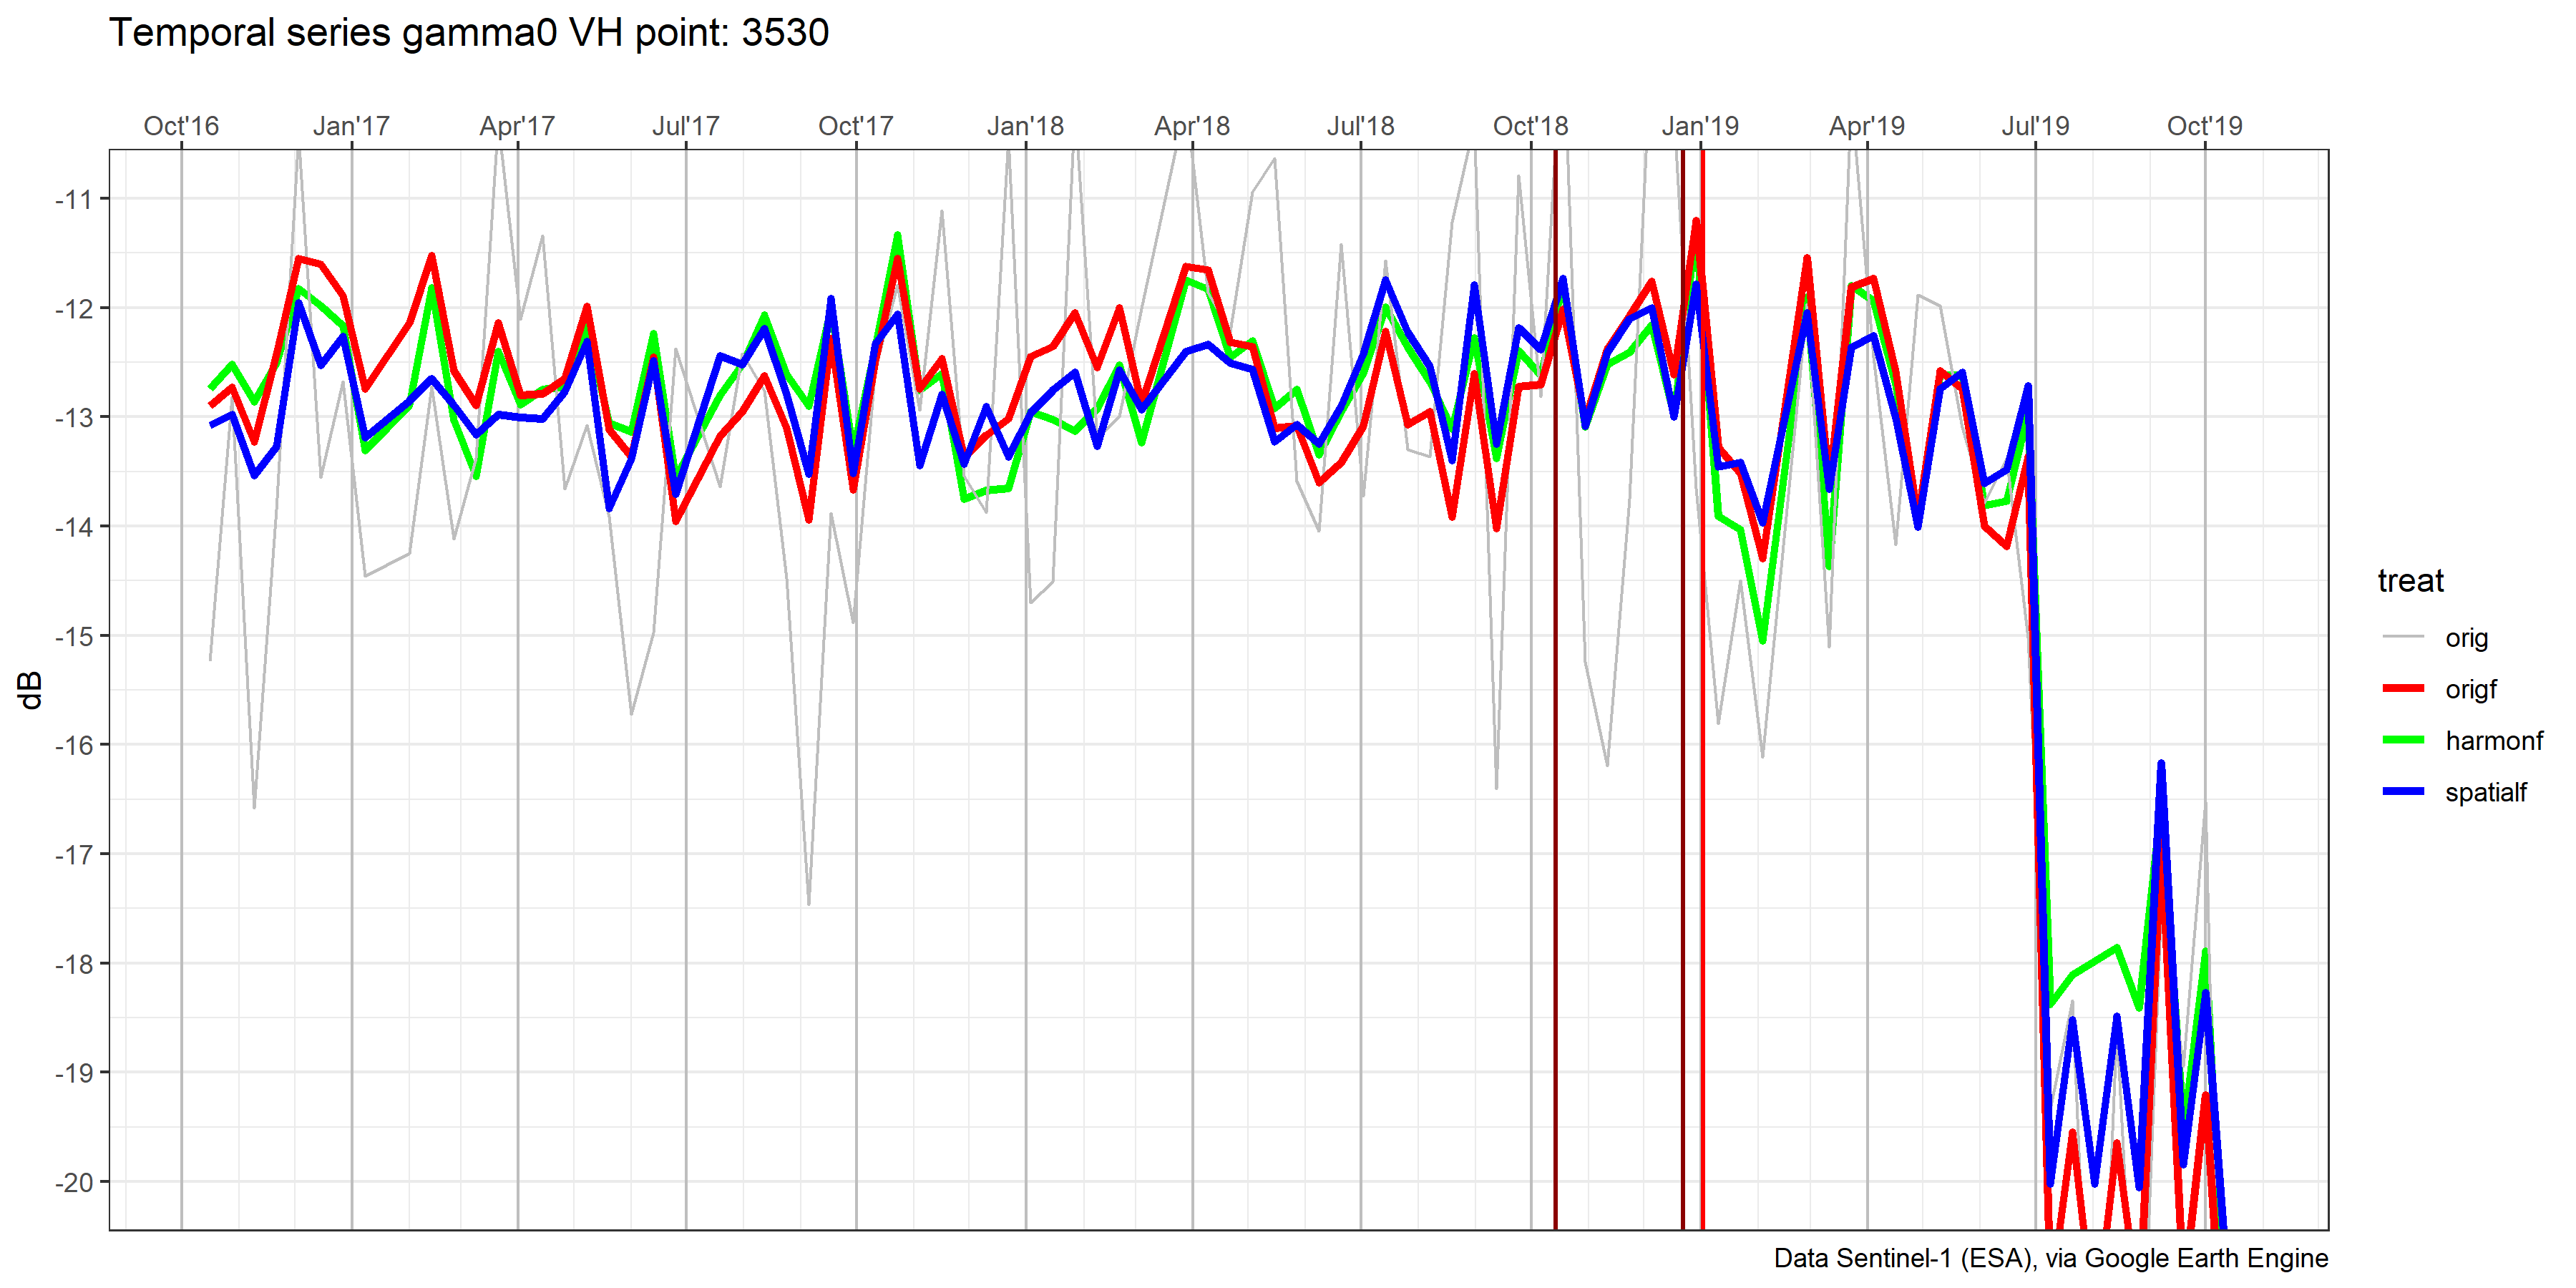 Temporal series gamma0 VH point: 3530
Oct'16 Jan'17 Apr'17 Jul'17 Oct'17 Jan'18 Apr'18 Jul'18 Oct'18 Jan'19 Apr'19 Jul'19 Oct'19
-11
-12
-13
-14
-15
-16
-17
-18
-19
-20
dB
treat
orig
origf
harmonf
spatialf
Data Sentinel-1 (ESA), via Google Earth Engine